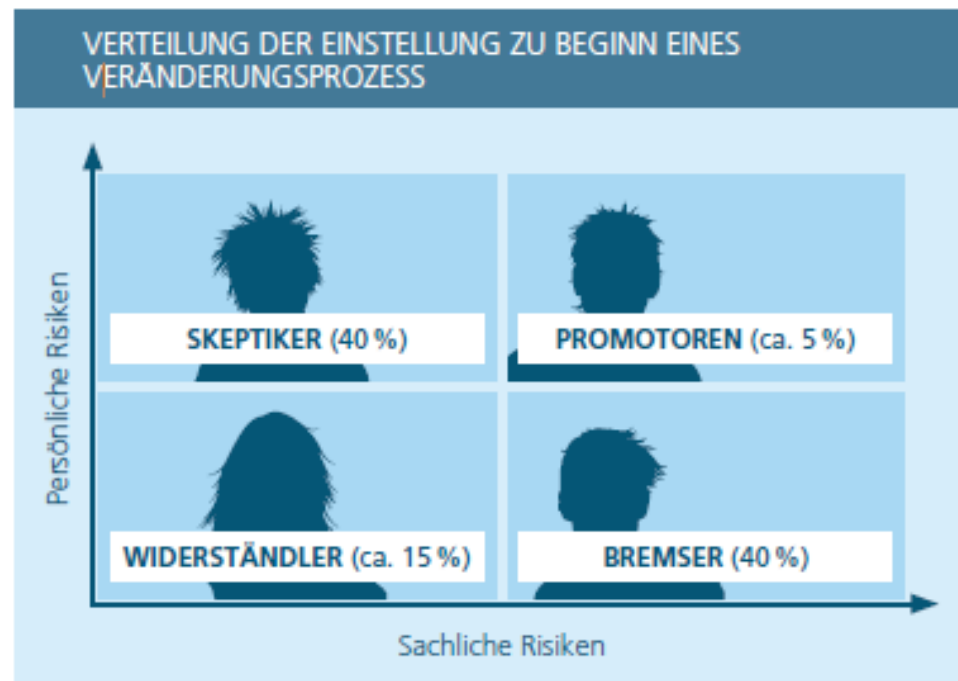 VERTEILUNG DER EINSTELLUNG ZU BEGINN EINES
VERÄNDERUNGSPROZESS
Persönliche Risiken
SKEPTIKER (40 %)
PROMOTOREN (ca. 5 %)
WIDERSTÄNDLER (ca. 15 %)
BREMSER (40 %)
Sachliche Risiken